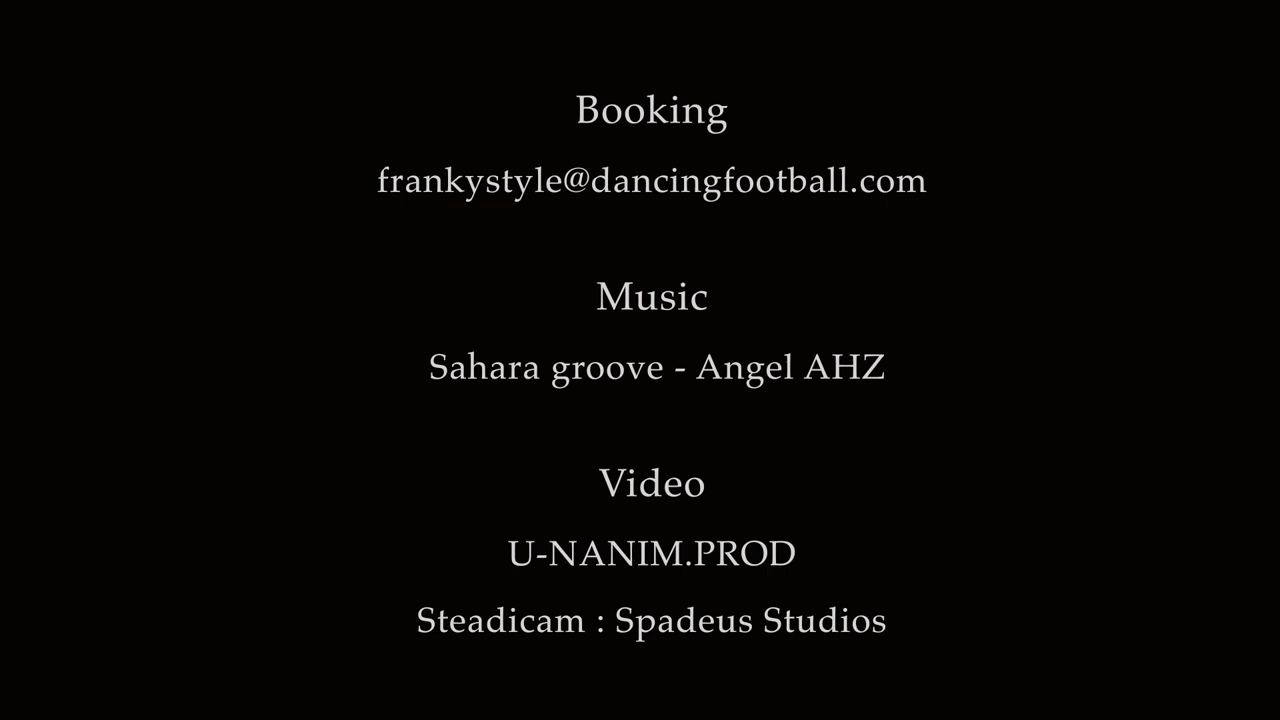 Booking
frankystyle@dancingfootball.com
Music
Sahara groove - Angel AHZ
Video
U-NANIM.PROD
Steadicam : Spadeus Studios